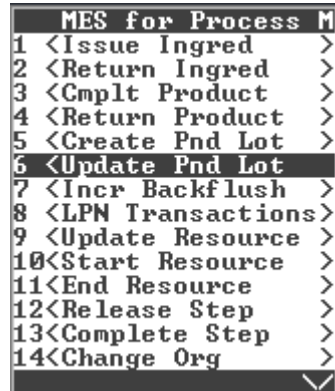 MES for Process M
1 <Issue Ingred >
2 <Return Ingred >
3 <Cmplt Product >
4 <Return Product >
5 <Create Pnd Lot >
6 <Update Pnd Lot >
7 <Incr Backflush >
8 <LPN Transactions>
9 <Update Resource >
10<Start Resource >
11<End Resource >
12<Release Step >
13<Complete Step >
14<Change Org >